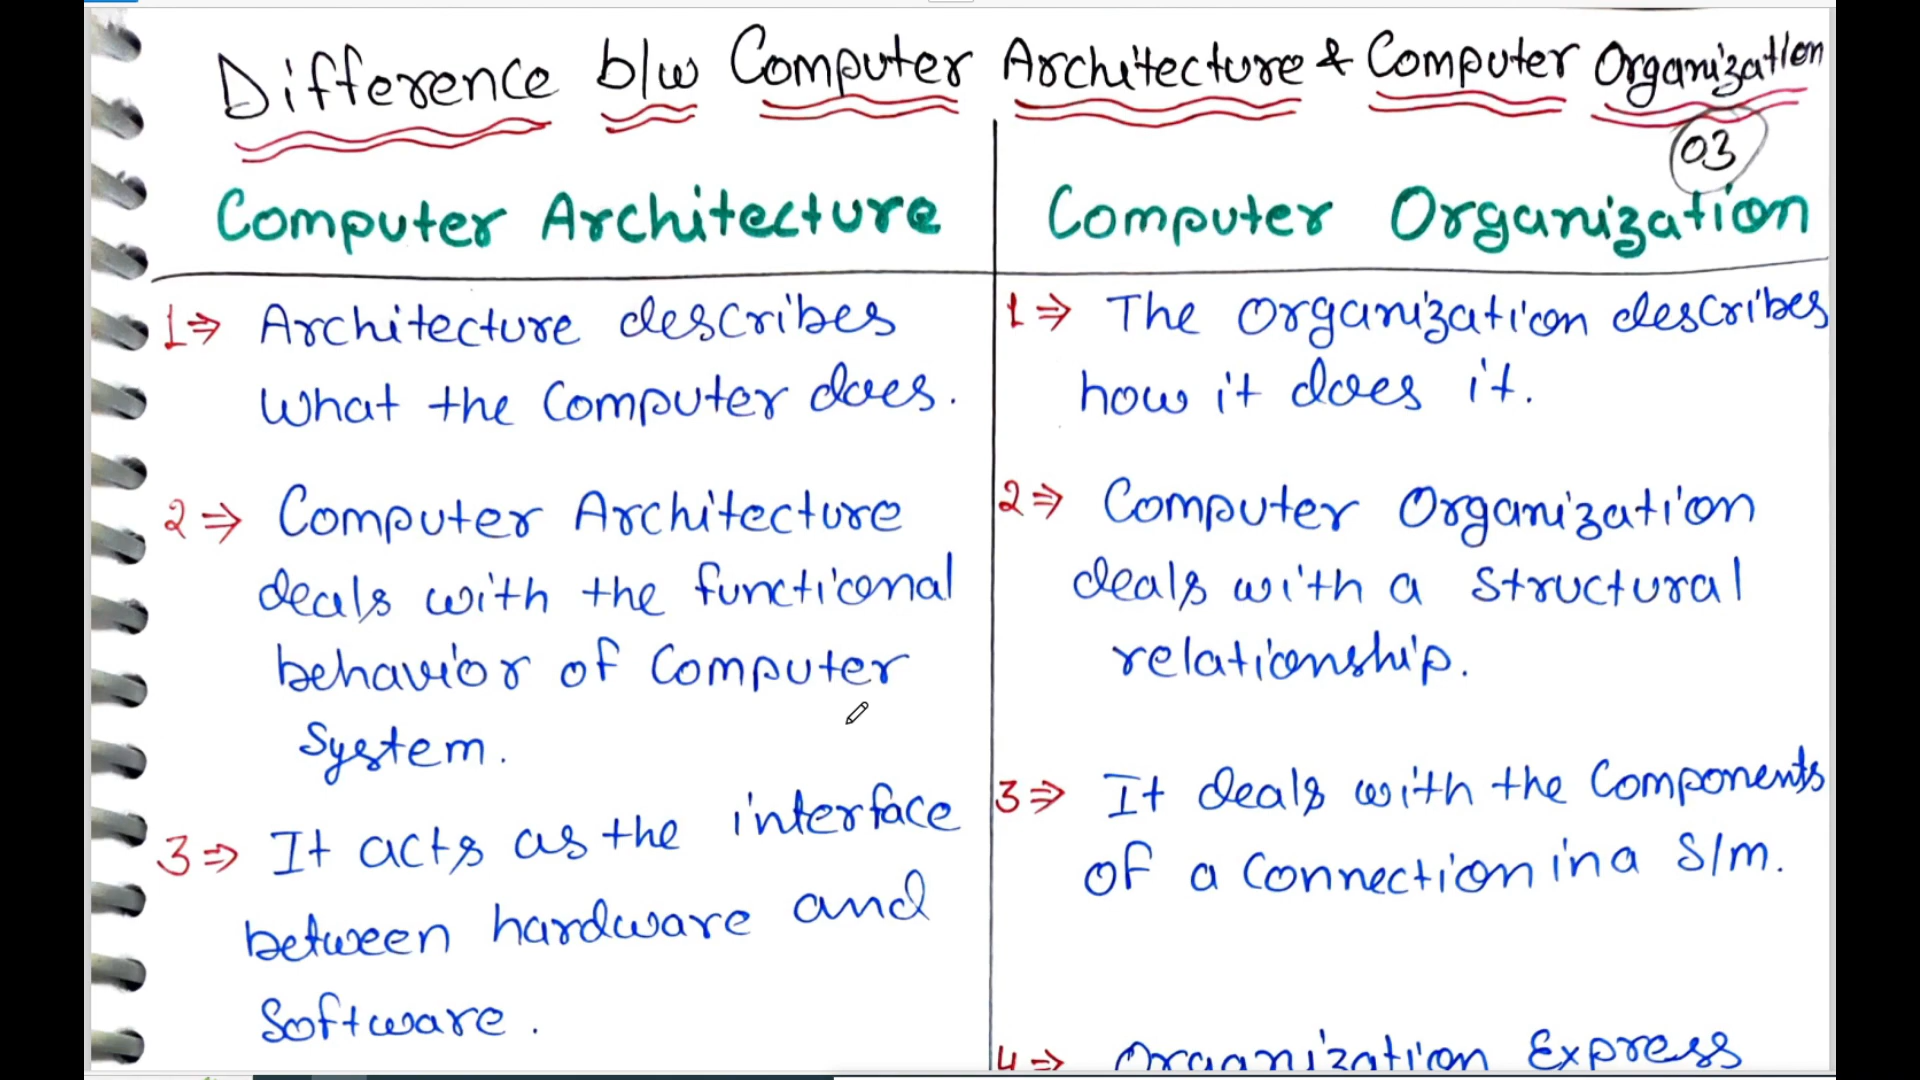 Difference b/w Computer Architecture & Computer Organization
03
Computer Architecture
1⇒ Architecture describes
what the Computer does.
2⇒ Computer Architecture
deals with the functional
behavior of Computer
System.
3⇒ It acts as the interface
between hardware and
Software.
Computer Organization
1⇒ The Organization describes
how it does it.
2⇒ Computer Organization
deals with a structural
relationship.
3⇒ It deals with the Components
of a Connection in a S/m.
4⇒ Organization Express